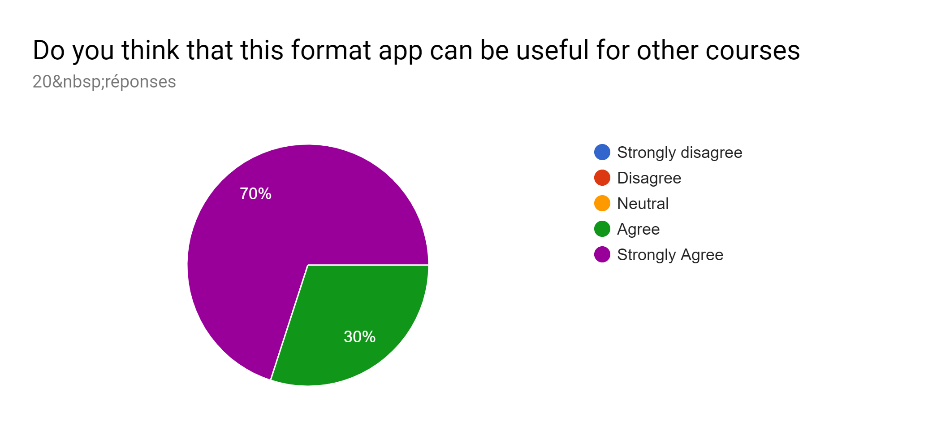 Do you think that this format app can be useful for other courses
20&nbsp;réponses
70%
30%
Strongly disagree
Disagree
Neutral
Agree
Strongly Agree